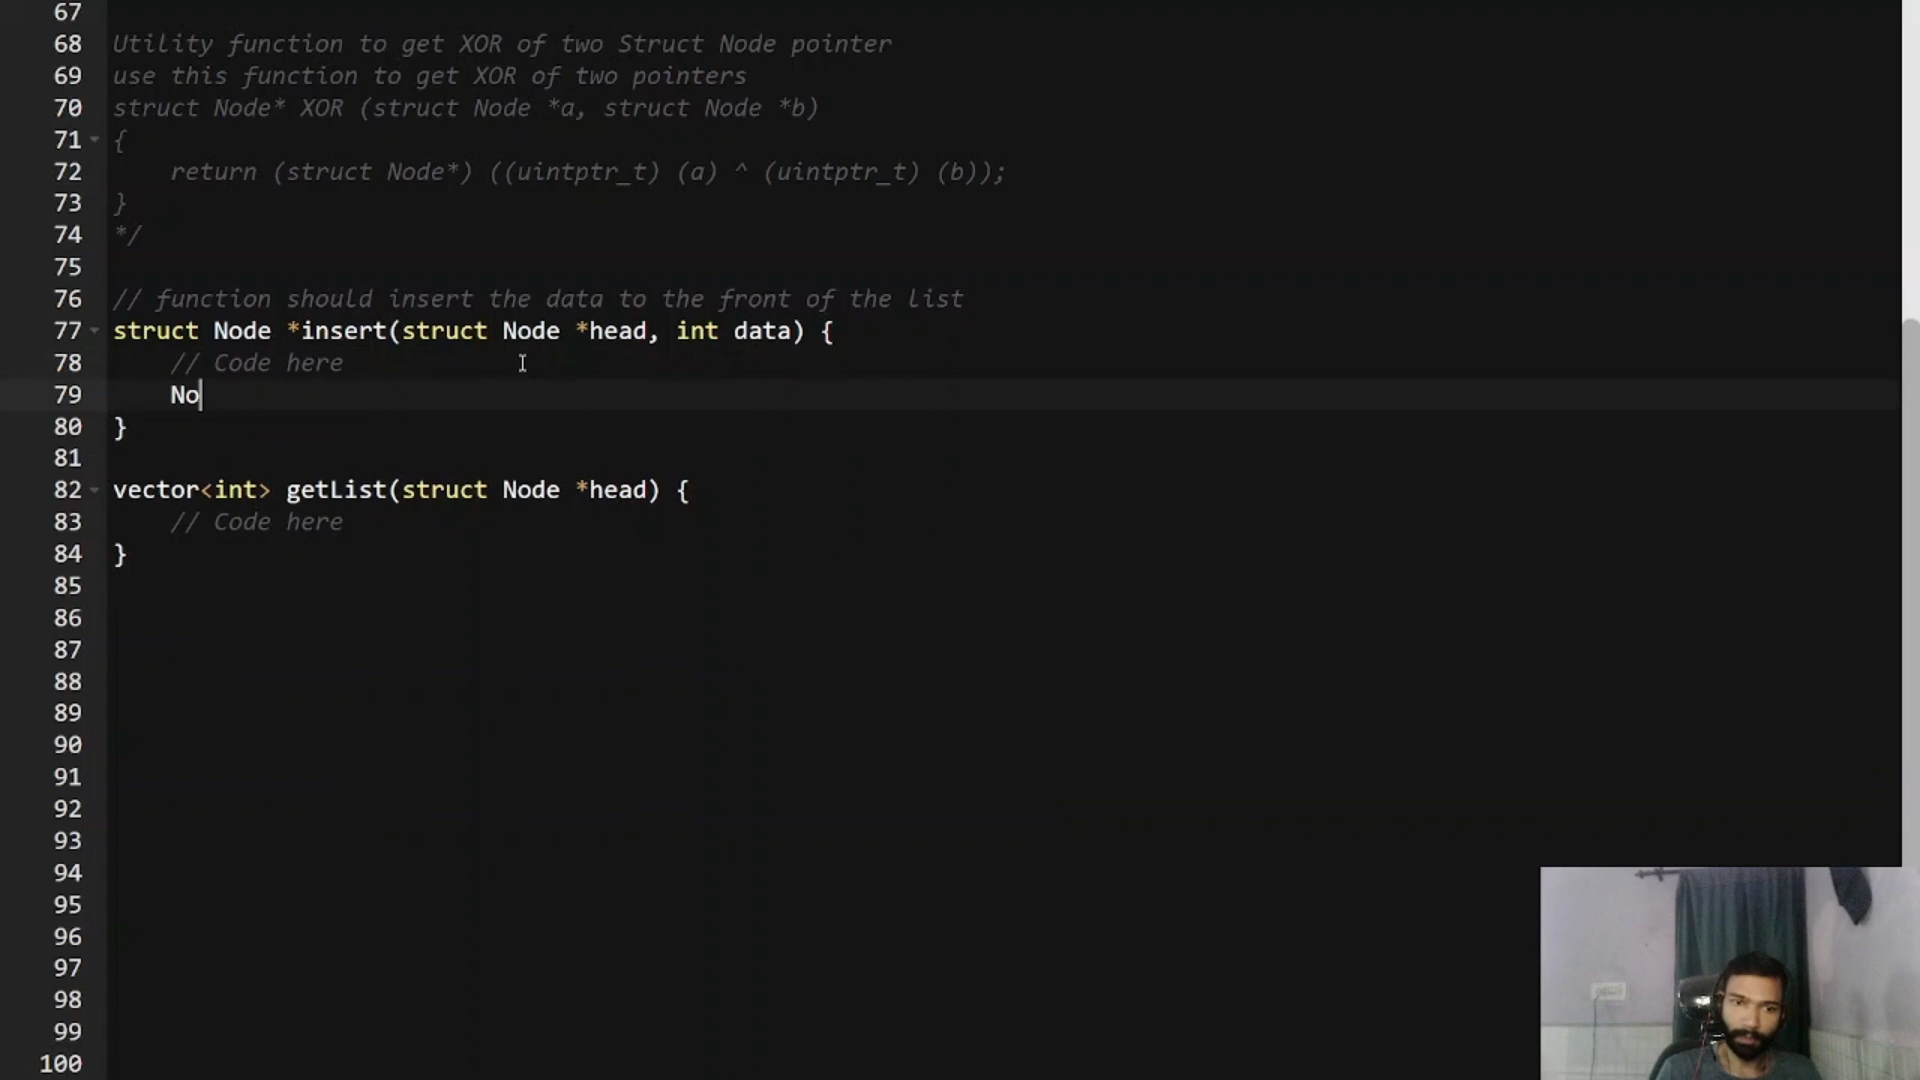 67
68 Utility function to get XOR of two Struct Node pointer
69 use this function to get XOR of two pointers
70 struct Node* XOR (struct Node *a, struct Node *b)
71 {
72     return (struct Node*) ((uintptr_t) (a) ^ (uintptr_t) (b));
73 }
74 */
75
76 // function should insert the data to the front of the list
77 struct Node *insert(struct Node *head, int data) {
78     // Code here
79     No
80 }
81
82 vector<int> getList(struct Node *head) {
83     // Code here
84 }
85
86
87
88
89
90
91
92
93
94
95
96
97
98
99
100